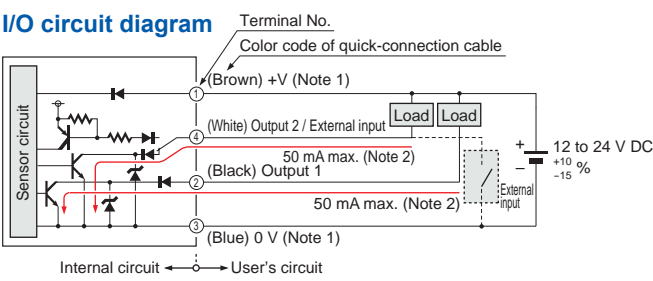 I/O circuit diagram
Terminal No.
Color code of quick-connection cable
(Brown) +V (Note 1)
1
Sensor circuit
4
(White) Output 2 / External input
Load
Load
+
−
12 to 24 V DC
+10
−15 %
50 mA max. (Note 2)
2
(Black) Output 1
External
input
50 mA max. (Note 2)
3
(Blue) 0 V (Note 1)
Internal circuit
User's circuit